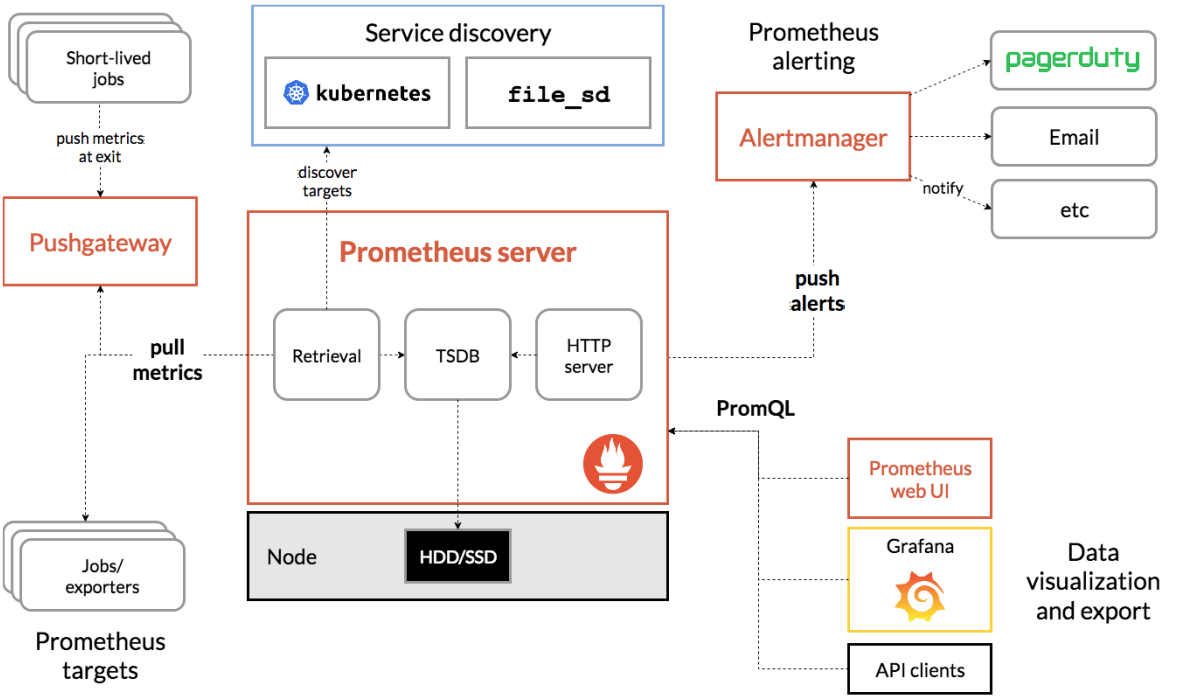 Short-lived
jobs
push metrics
at exit
Pushgateway
Service discovery
kubernetes
file_sd
discover
targets
Prometheus
alerting
Alertmanager
pagerduty
Email
notify
etc
Prometheus server
Retrieval
TSDB
HTTP
server
pull
metrics
push
alerts
PromQL
Node
HDD/SSD
Jobs/
exporters
Prometheus
targets
Prometheus
web UI
Grafana
API clients
Data
visualization
and export